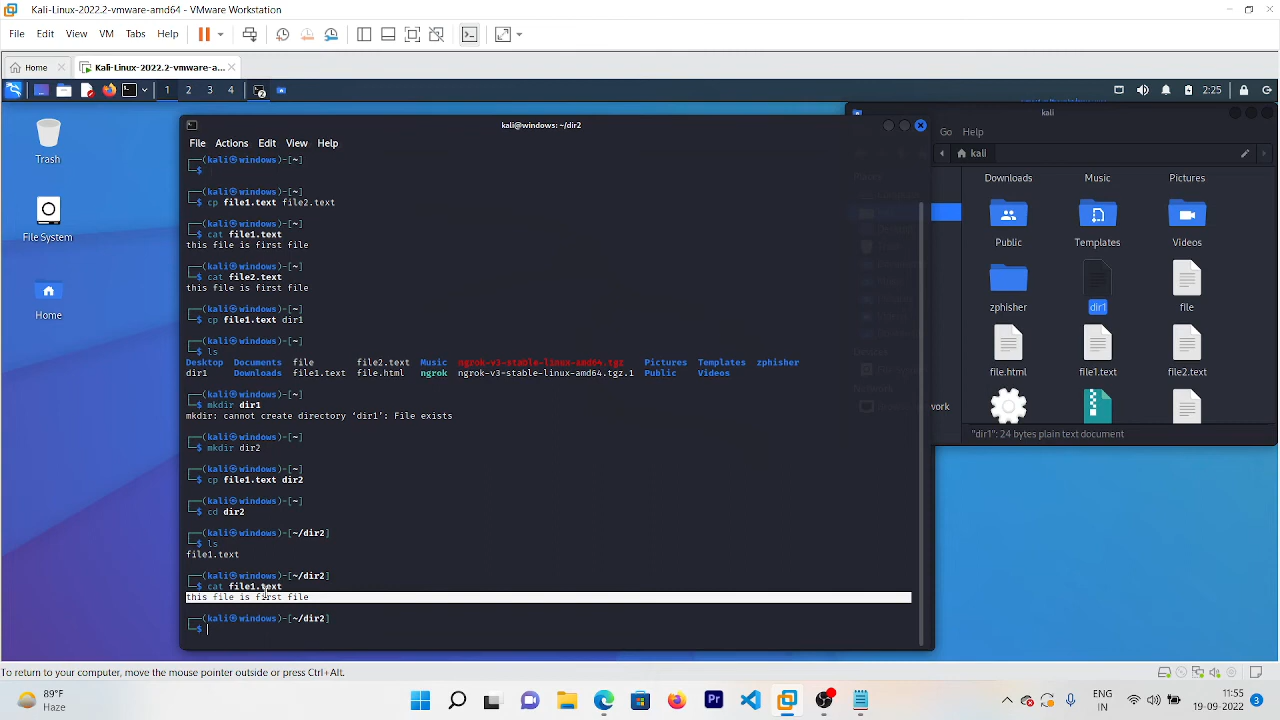 Kali-Linux-2022.2-vmware-amd64 - VMware Workstation
File Edit View VM Tabs Help
Home Kali-Linux-2022.2-vmware-a...
1 2 3 4 2:25
kali@windows: ~/dir2
kali
File Actions Edit View Help
Go Help
kali
Trash
File System
Home
┌──(kali㉿windows)-[~]
└─$
┌──(kali㉿windows)-[~]
└─$ cp file1.text file2.text
┌──(kali㉿windows)-[~]
└─$ cat file1.text
this file is first file
┌──(kali㉿windows)-[~]
└─$ cat file2.text
this file is first file
┌──(kali㉿windows)-[~]
└─$ cp file1.text dir1
┌──(kali㉿windows)-[~]
└─$ ls
Desktop Documents file file2.text Music ngrok-v3-stable-linux-amd64.tgz Pictures Templates zphisher
dir1 Downloads file1.text file.html ngrok ngrok-v3-stable-linux-amd64.tgz.1 Public Videos
┌──(kali㉿windows)-[~]
└─$ mkdir dir1
mkdir: cannot create directory ‘dir1’: File exists
┌──(kali㉿windows)-[~]
└─$ mkdir dir2
┌──(kali㉿windows)-[~]
└─$ cp file1.text dir2
┌──(kali㉿windows)-[~]
└─$ cd dir2
┌──(kali㉿windows)-[~/dir2]
└─$ ls
file1.text
┌──(kali㉿windows)-[~/dir2]
└─$ cat file1.text
this file is first file
┌──(kali㉿windows)-[~/dir2]
└─$
Downloads Music Pictures
Public Templates Videos
zphisher dir1 file
file.html file1.text file2.text
work
"dir1": 24 bytes plain text document
To return to your computer, move the mouse pointer outside or press Ctrl+Alt.
89°F
Haze
Pr
ENG
IN
11:55
19-09-2022
3